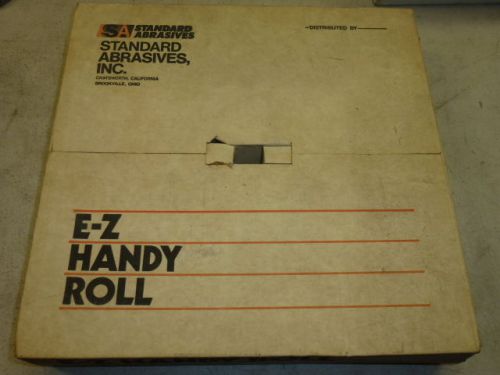 SA STANDARD
ABRASIVES
STANDARD
ABRASIVES,
INC.
CHATSWORTH, CALIFORNIA
BROOKVILLE, OHIO
DISTRIBUTED BY
E-Z
HANDY
ROLL